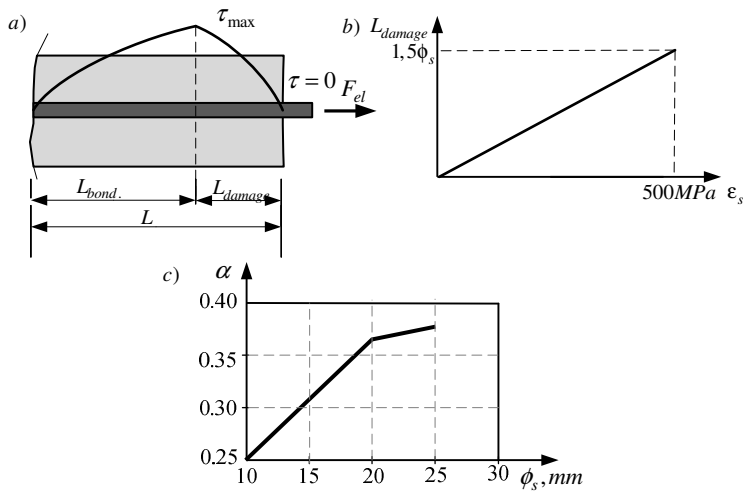 a)
τmax
τ = 0
Fel
Lbond.
Ldamage
L
b)
Ldamage
1,5ϕs
500MPa εs
c)
α
0.40
0.35
0.30
0.25
10 15 20 25 30 ϕs,mm